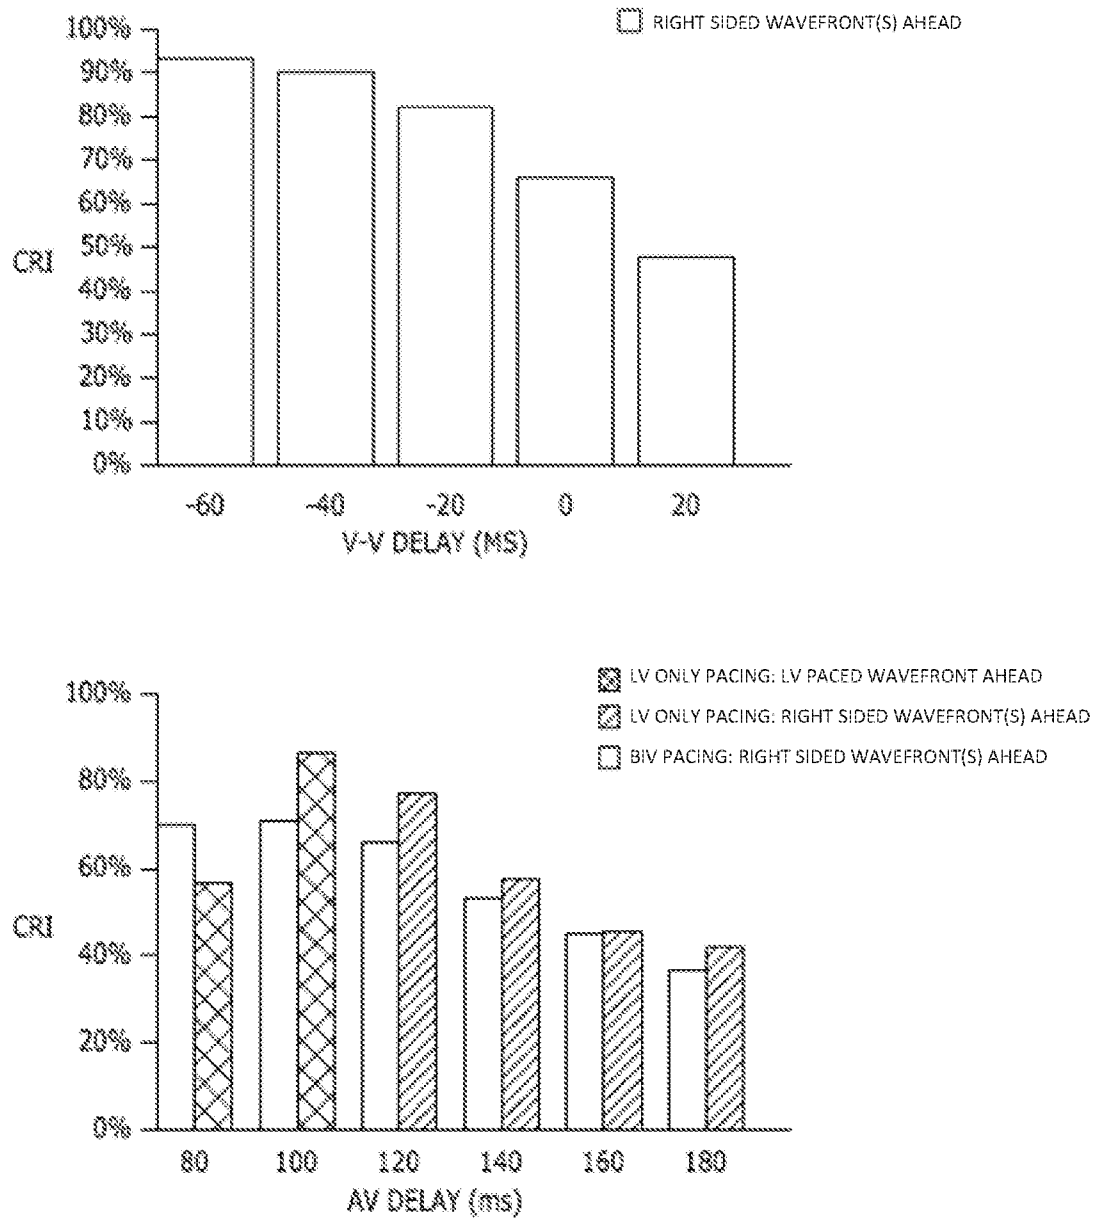 RIGHT SIDED WAVEFRONT(S) AHEAD
100%
90%
80%
70%
60%
50%
40%
30%
20%
10%
0%
CRI
-60 -40 -20 0 20
V-V DELAY (MS)
LV ONLY PACING: LV PACED WAVEFRONT AHEAD
LV ONLY PACING: RIGHT SIDED WAVEFRONT(S) AHEAD
BiV PACING: RIGHT SIDED WAVEFRONT(S) AHEAD
100%
80%
60%
40%
20%
0%
CRI
80 100 120 140 160 180
AV DELAY (ms)